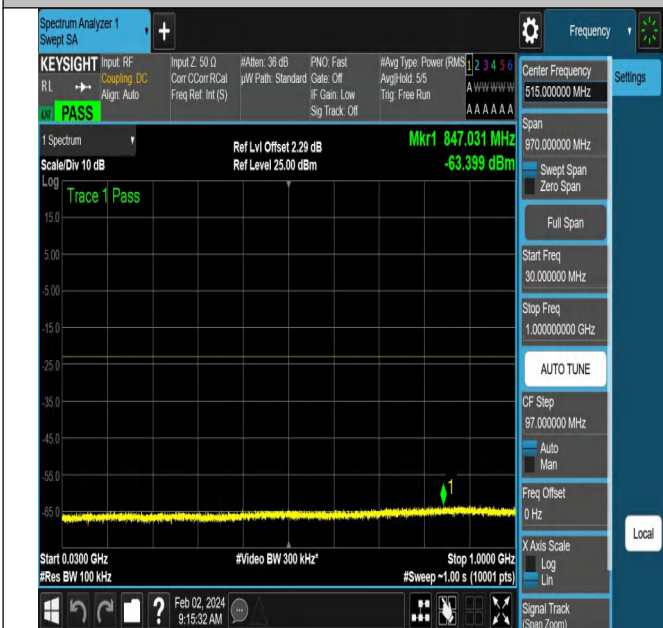 Spectrum Analyzer 1
Swept SA
Frequency
KEYSIGHT
RL
LXI
PASS
Input: RF
Coupling: DC
Align: Auto
Input Z: 50 Ω
Corr CCorr RCal
Freq Ref: Int (S)
#Atten: 36 dB
µW Path: Standard
PNO: Fast
Gate: Off
IF Gain: Low
Sig Track: Off
#Avg Type: Power (RMS
Avg|Hold: 5/5
Trig: Free Run
1 2 3 4 5 6
A W W W W W
A A A A A A
1 Spectrum
Scale/Div 10 dB
Ref Lvl Offset 2.29 dB
Ref Level 25.00 dBm
Mkr1 847.031 MHz
-63.399 dBm
Log
Trace 1 Pass
15.0
5.00
-5.00
-15.0
-25.0
-35.0
-45.0
-55.0
-65.0
1
Start 0.0300 GHz
#Res BW 100 kHz
#Video BW 300 kHz*
Stop 1.0000 GHz
#Sweep ~1.00 s (10001 pts)
Feb 02, 2024
9:15:32 AM
Center Frequency
515.000000 MHz
Settings
Span
970.000000 MHz
Swept Span
Zero Span
Full Span
Start Freq
30.000000 MHz
Stop Freq
1.000000000 GHz
AUTO TUNE
CF Step
97.000000 MHz
Auto
Man
Freq Offset
0 Hz
X Axis Scale
Log
Lin
Signal Track
(Span Zoom)
Local